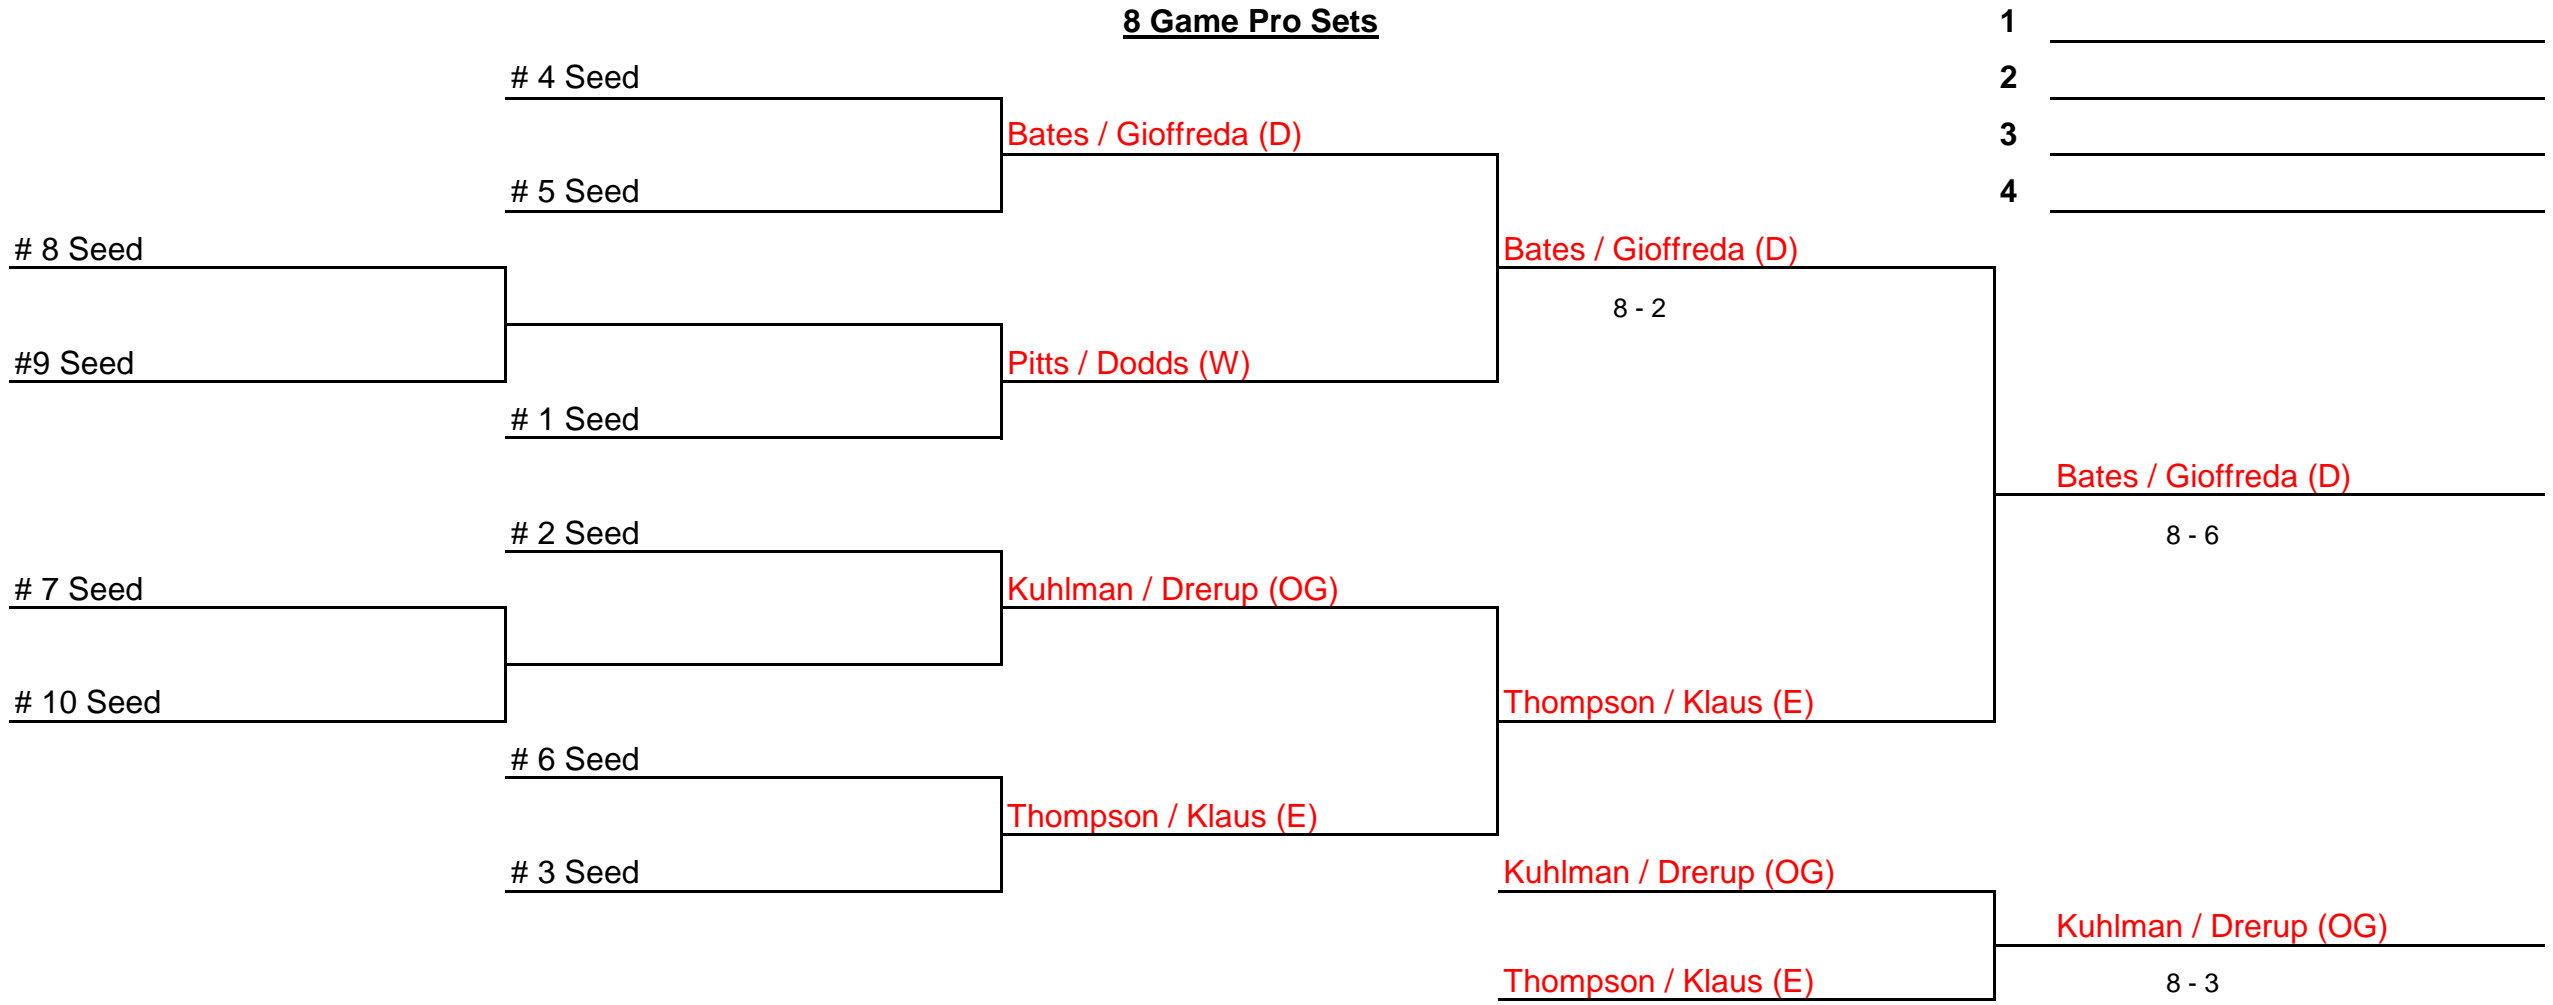 8 Game Pro Sets
1
# 4 Seed
2
Bates / Gioffreda (D)
3
# 5 Seed
4
# 8 Seed
Bates / Gioffreda (D)
8 - 2
#9 Seed
Pitts / Dodds (W)
# 1 Seed
Bates / Gioffreda (D)
# 2 Seed
8 - 6
# 7 Seed
Kuhlman / Drerup (OG)
# 10 Seed
Thompson / Klaus (E)
# 6 Seed
Thompson / Klaus (E)
# 3 Seed
Kuhlman / Drerup (OG)
Kuhlman / Drerup (OG)
Thompson / Klaus (E)
8 - 3